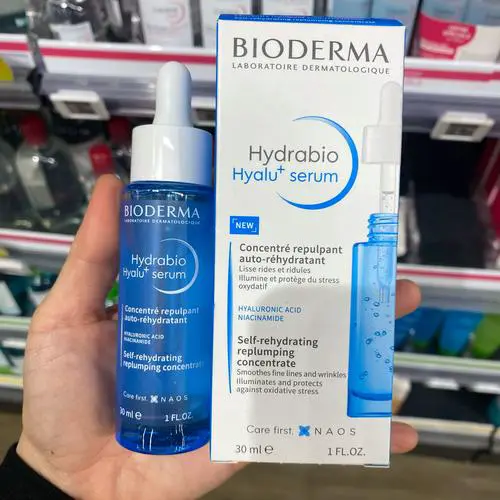 BIODERMA
LABORATOIRE DERMATOLOGIQUE
Hydrabio
Hyalu+ serum
Concentré repulpant
auto-réhydratant
HYALURONIC ACID
NIACINAMIDE
Self-rehydrating
replumping concentrate
Care first. NAOS
30 ml e 1 FL.OZ.
BIODERMA
LABORATOIRE DERMATOLOGIQUE
Hydrabio
Hyalu+ serum
NEW
Concentré repulpant
auto-réhydratant
Lisse rides et ridules
Illumine et protège du stress
oxydatif
HYALURONIC ACID
NIACINAMIDE
Self-rehydrating
replumping
concentrate
Smoothes fine lines and wrinkles
Illuminates and protects
against oxidative stress
Care first. NAOS
30 ml e 1 FL.OZ.